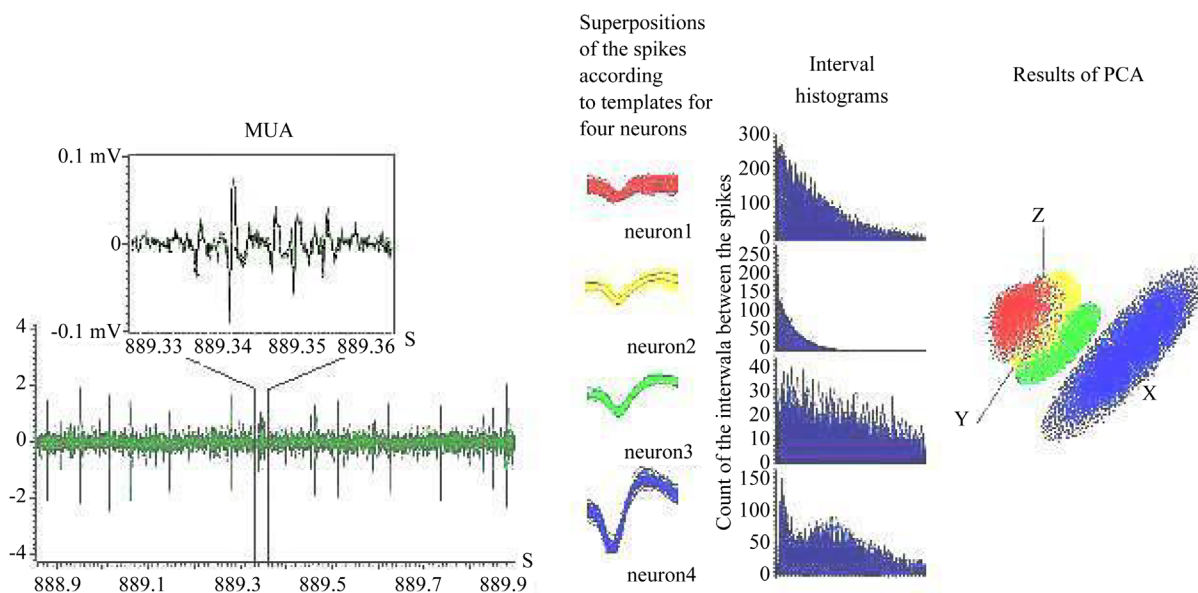 MUA
0.1 mV
0
-0.1 mV
889.33 889.34 889.35 889.36 S
4
2
0
-2
-4
888.9 889.1 889.3 889.5 889.7 889.9 S
Superpositions
of the spikes
according
to templates for
four neurons
neuron1
neuron2
neuron3
neuron4
Interval
histograms
Count of the intervala between the spikes
300
200
100
0
250
200
150
100
50
0
40
30
20
10
0
150
100
50
0
Results of PCA
Z
Y
X